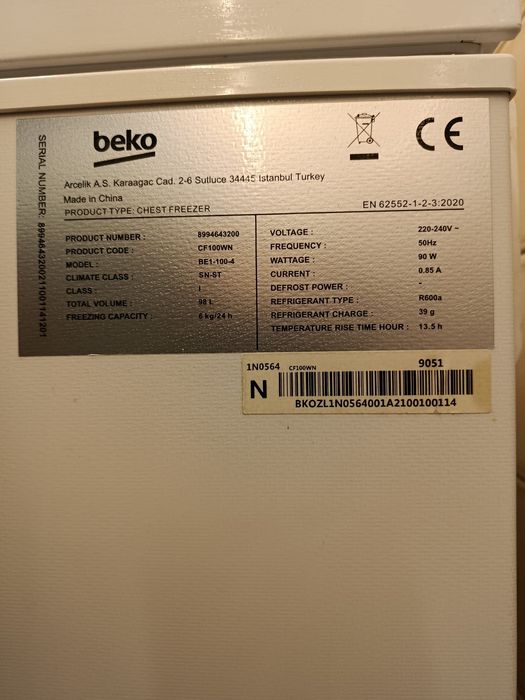 beko
CE
Arcelik A.S. Karaagac Cad. 2-6 Sutluce 34445 Istanbul Turkey
Made in China
PRODUCT TYPE: CHEST FREEZER
EN 62552-1-2-3:2020
PRODUCT NUMBER : 8994643200
PRODUCT CODE : CF100WN
MODEL : BE1-100-4
CLIMATE CLASS : SN-ST
CLASS : I
TOTAL VOLUME : 98 L
FREEZING CAPACITY : 6 kg/24 h
VOLTAGE : 220-240V ~
FREQUENCY : 50Hz
WATTAGE : 90 W
CURRENT : 0.85 A
DEFROST POWER : -
REFRIGERANT TYPE : R600a
REFRIGERANT CHARGE : 39 g
TEMPERATURE RISE TIME HOUR : 13.5 h
SERIAL NUMBER: 8994643200211001141201
1N0564 CF100WN 9051
N
BKOZL1N0564001A2100100114